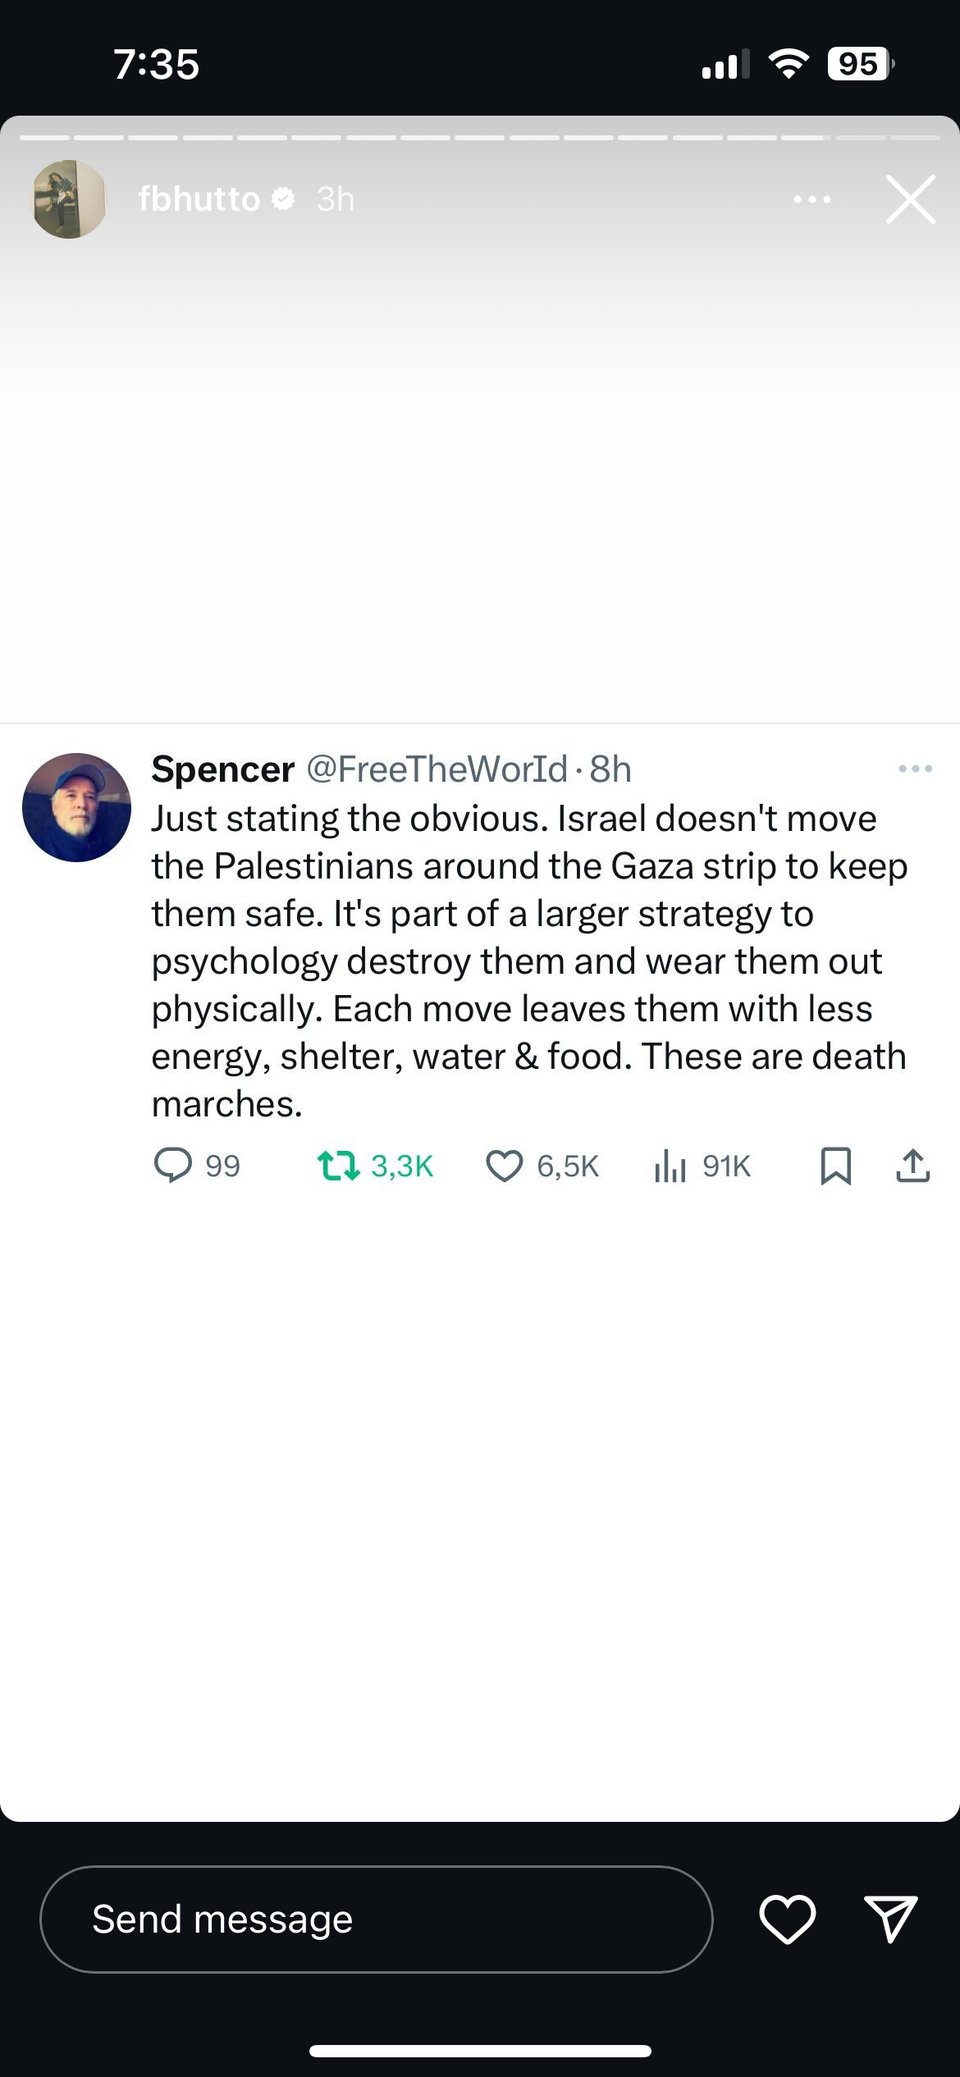 7:35
95
fbhutto 3h
Spencer @FreeTheWorId · 8h
Just stating the obvious. Israel doesn't move
the Palestinians around the Gaza strip to keep
them safe. It's part of a larger strategy to
psychology destroy them and wear them out
physically. Each move leaves them with less
energy, shelter, water & food. These are death
marches.
99 3,3K 6,5K 91K
Send message